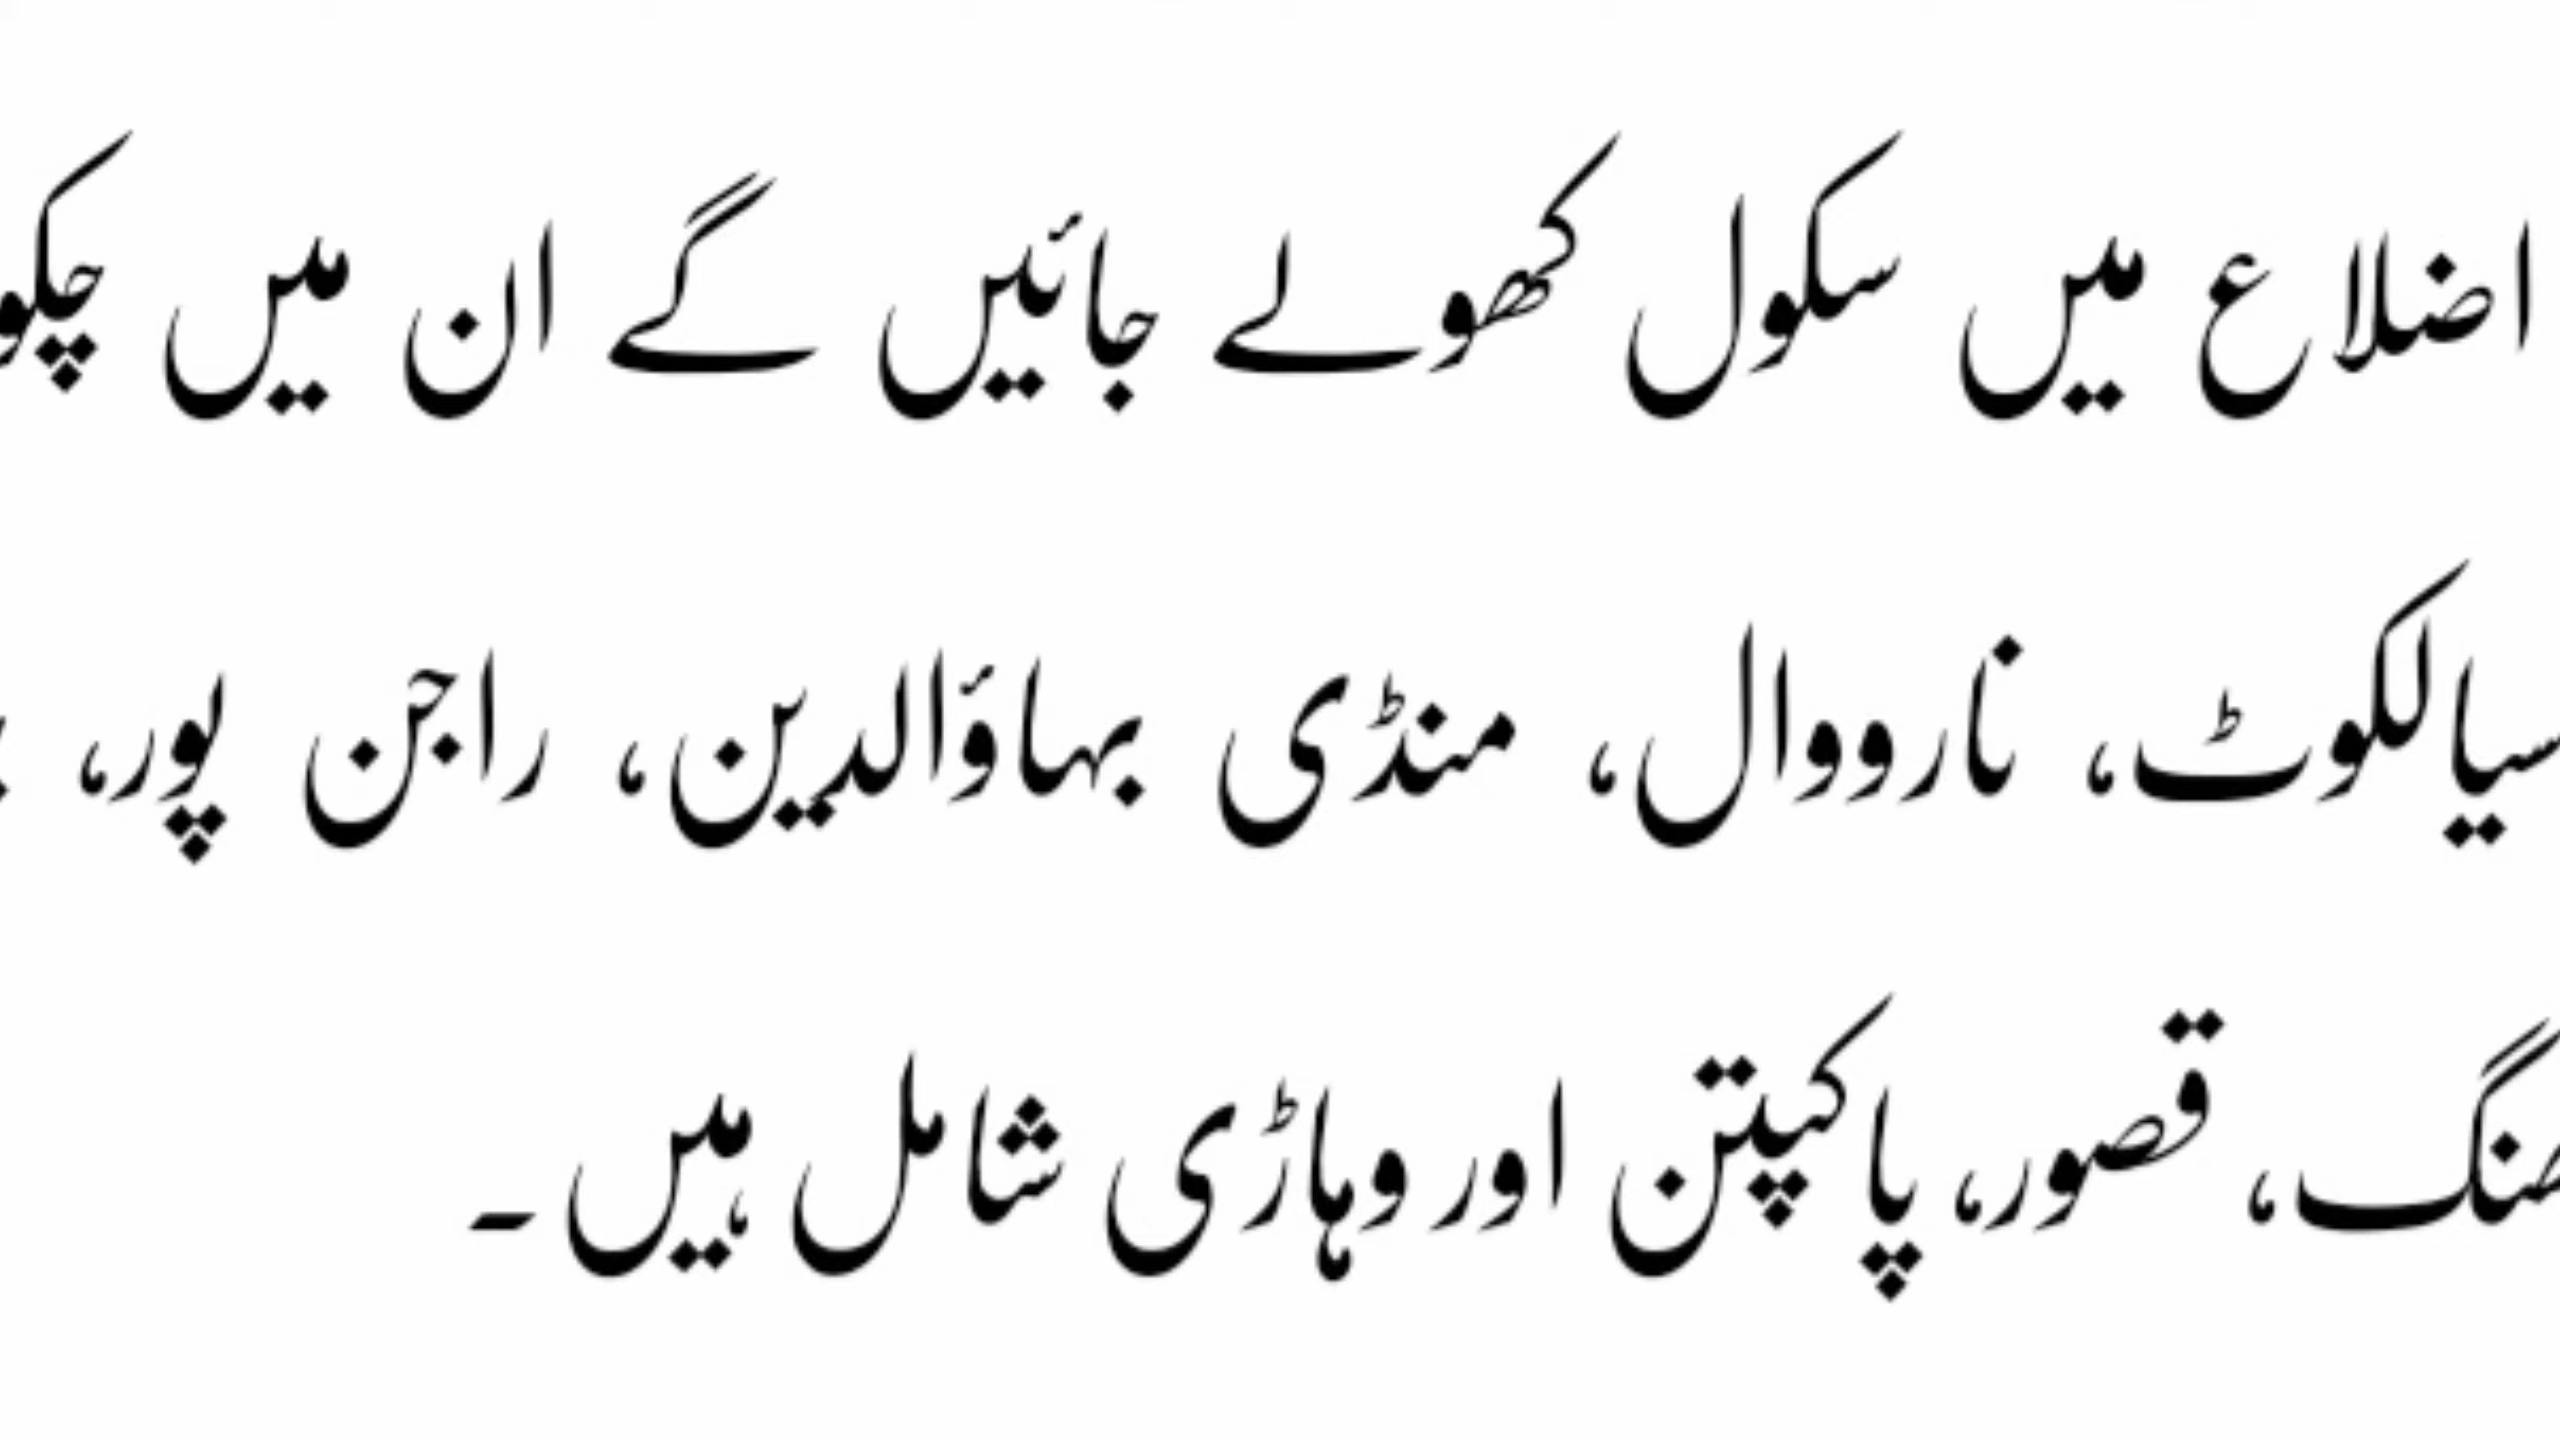 اضلاع میں سکول کھولے جائیں گے ان میں
سیالکوٹ، نارووال، منڈی بہاؤالدین، راجن پور،
قصور، پاکپتن اور وہاڑی شامل ہیں۔